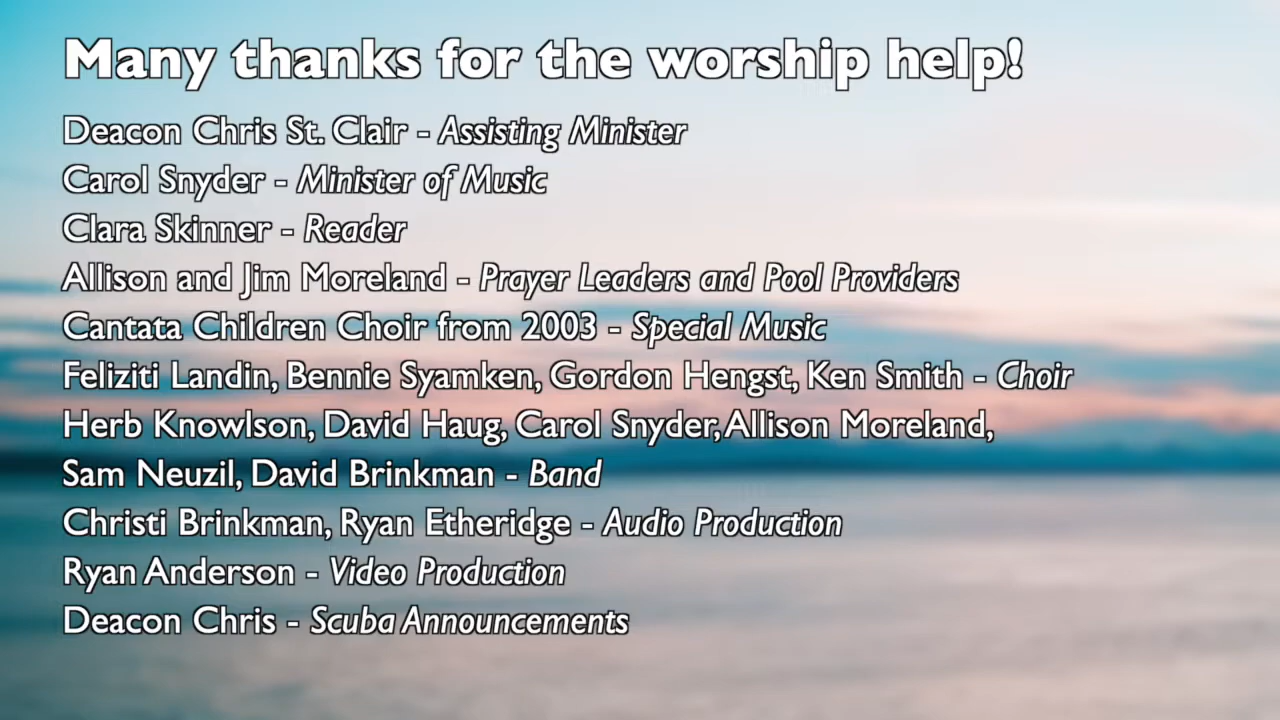 Many thanks for the worship help!
Deacon Chris St. Clair - Assisting Minister
Carol Snyder - Minister of Music
Clara Skinner - Reader
Allison and Jim Moreland - Prayer Leaders and Pool Providers
Cantata Children Choir from 2003 - Special Music
Feliziti Landin, Bennie Syamken, Gordon Hengst, Ken Smith - Choir
Herb Knowlson, David Haug, Carol Snyder, Allison Moreland,
Sam Neuzil, David Brinkman - Band
Christi Brinkman, Ryan Etheridge - Audio Production
Ryan Anderson - Video Production
Deacon Chris - Scuba Announcements